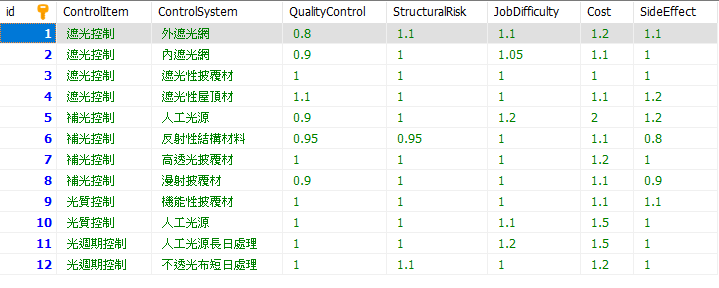 id ControlItem ControlSystem QualityControl StructuralRisk JobDifficulty Cost SideEffect
1 遮光控制 外遮光網 0.8 1.1 1.1 1.2 1.1
2 遮光控制 內遮光網 0.9 1 1.05 1.1 1
3 遮光控制 遮光性披覆材 1 1 1 1 1
4 遮光控制 遮光性屋頂材 1.1 1 1 1.1 1.2
5 補光控制 人工光源 0.9 1 1.2 2 1.2
6 補光控制 反射性結構材料 0.95 0.95 1 1.1 0.8
7 補光控制 高透光披覆材 1 1 1 1.2 1
8 補光控制 漫射披覆材 0.9 1 1 1.1 0.9
9 光質控制 機能性披覆材 1 1 1 1.1 1.1
10 光質控制 人工光源 1 1 1.1 1.5 1
11 光週期控制 人工光源長日處理 1 1 1.2 1.5 1
12 光週期控制 不透光布短日處理 1 1.1 1 1.2 1